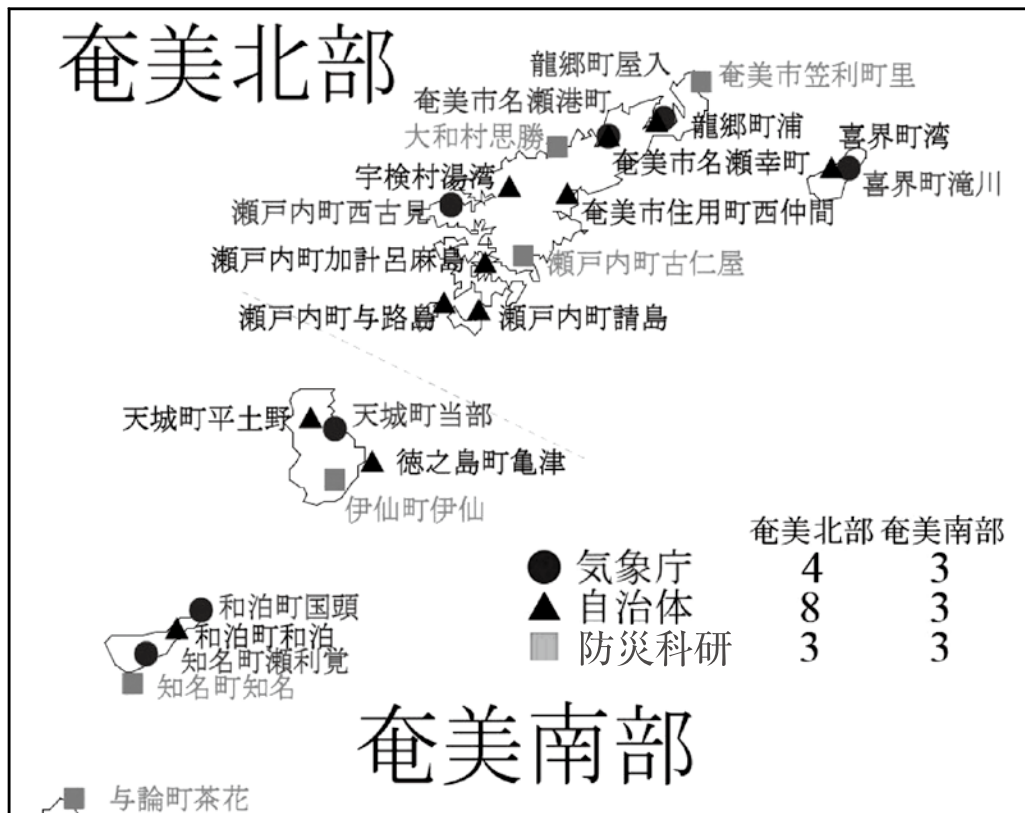 奄美北部
龍郷町屋入
奄美市笠利町里
奄美市名瀬港町
大和村思勝
龍郷町浦
喜界町湾
奄美市名瀬幸町
宇検村湯湾
喜界町滝川
瀬戸内町西古見
奄美市住用町西仲間
瀬戸内町加計呂麻島
瀬戸内町古仁屋
瀬戸内町与路島
瀬戸内町請島
天城町平土野
天城町当部
徳之島町亀津
伊仙町伊仙
奄美北部 奄美南部
気象庁 4 3
自治体 8 3
防災科研 3 3
和泊町国頭
和泊町和泊
知名町瀬利覚
知名町知名
奄美南部
与論町茶花